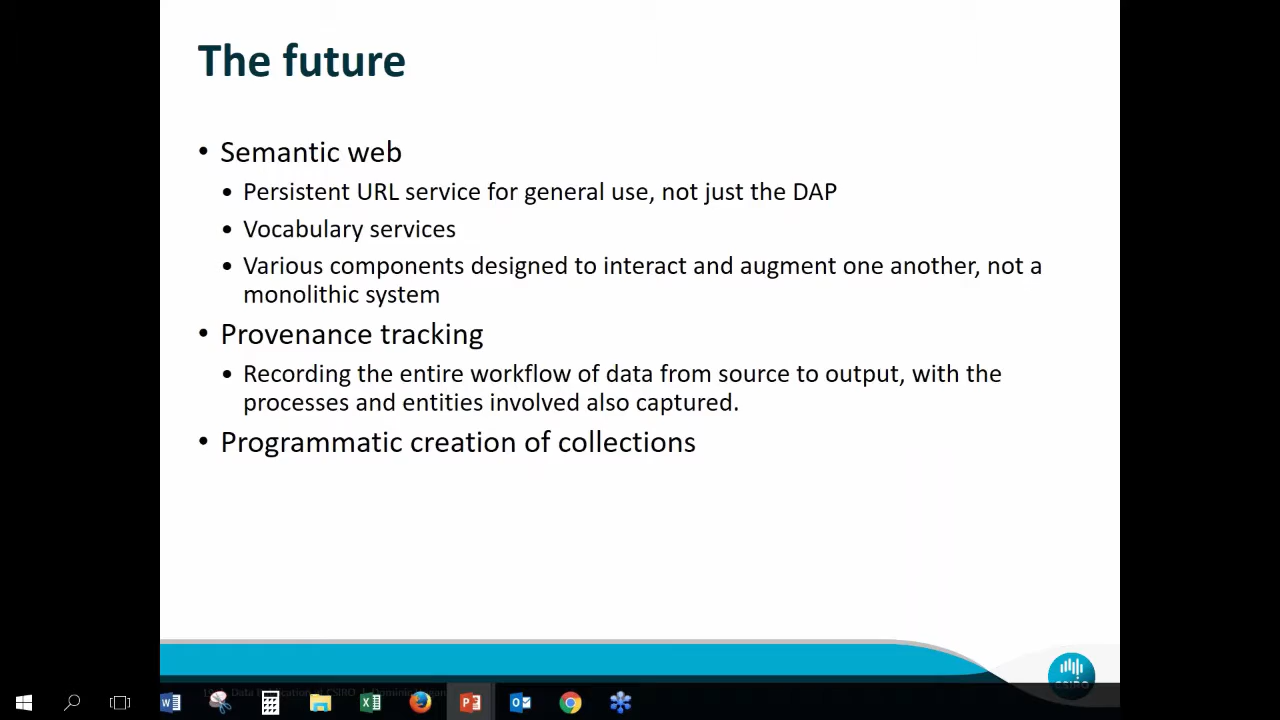 The future
• Semantic web
• Persistent URL service for general use, not just the DAP
• Vocabulary services
• Various components designed to interact and augment one another, not a
monolithic system
• Provenance tracking
• Recording the entire workflow of data from source to output, with the
processes and entities involved also captured.
• Programmatic creation of collections
CSIRO